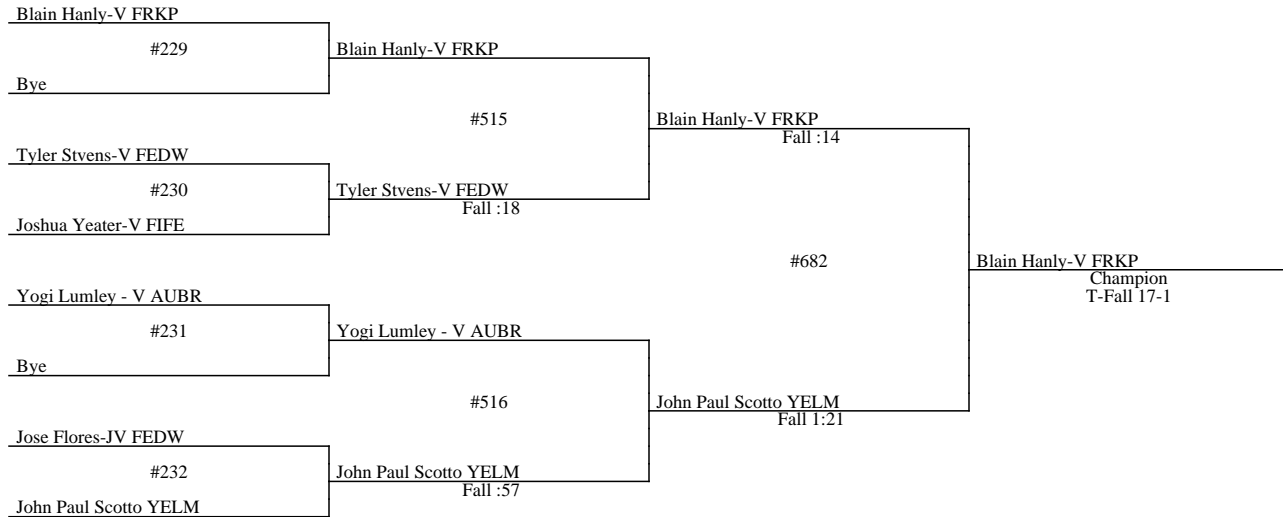 Blain Hanly-V FRKP
#229
Blain Hanly-V FRKP
Bye
#515
Blain Hanly-V FRKP
Fall :14
Tyler Stvens-V FEDW
#230
Tyler Stvens-V FEDW
Fall :18
Joshua Yeater-V FIFE
#682
Blain Hanly-V FRKP
Champion
T-Fall 17-1
Yogi Lumley - V AUBR
#231
Yogi Lumley - V AUBR
Bye
#516
John Paul Scotto YELM
Fall 1:21
Jose Flores-JV FEDW
#232
John Paul Scotto YELM
Fall :57
John Paul Scotto YELM